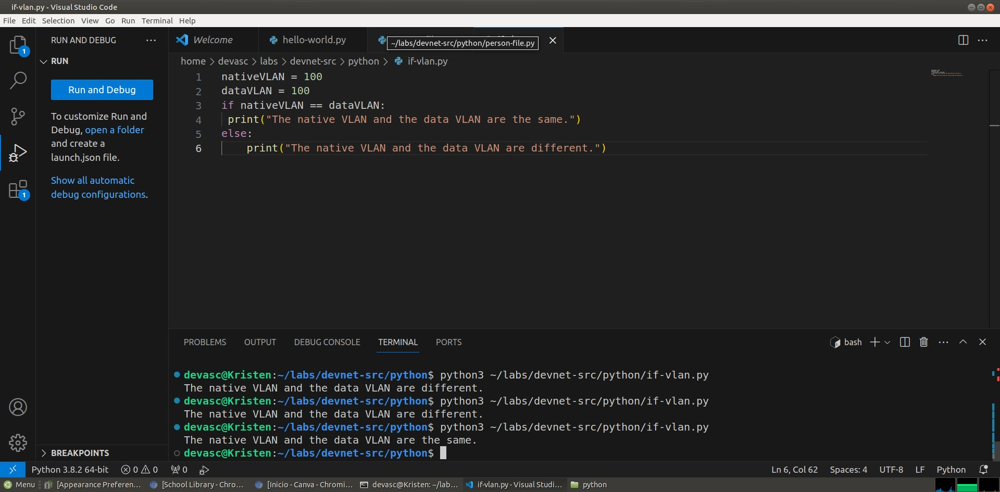 if-vlan.py - Visual Studio Code
File Edit Selection View Go Run Terminal Help
RUN AND DEBUG
RUN
Run and Debug
To customize Run and
Debug, open a folder
and create a
launch.json file.
Show all automatic
debug configurations.
BREAKPOINTS
1
1
Welcome
hello-world.py
~/labs/devnet-src/python/person-file.py
home > devasc > labs > devnet-src > python > if-vlan.py
1 nativeVLAN = 100
2 dataVLAN = 100
3 if nativeVLAN == dataVLAN:
4  print("The native VLAN and the data VLAN are the same.")
5 else:
6     print("The native VLAN and the data VLAN are different.")
PROBLEMS OUTPUT DEBUG CONSOLE TERMINAL PORTS
bash
devasc@Kristen:~/labs/devnet-src/python$ python3 ~/labs/devnet-src/python/if-vlan.py
The native VLAN and the data VLAN are different.
devasc@Kristen:~/labs/devnet-src/python$ python3 ~/labs/devnet-src/python/if-vlan.py
The native VLAN and the data VLAN are different.
devasc@Kristen:~/labs/devnet-src/python$ python3 ~/labs/devnet-src/python/if-vlan.py
The native VLAN and the data VLAN are the same.
devasc@Kristen:~/labs/devnet-src/python$
Python 3.8.2 64-bit 0 0 0 Ln 6, Col 62 Spaces: 4 UTF-8 LF Python
Menu [Appearance Preferen... [School Library - Chro... [Inicio - Canva - Chromi... devasc@Kristen: ~/lab... if-vlan.py - Visual Studi... python